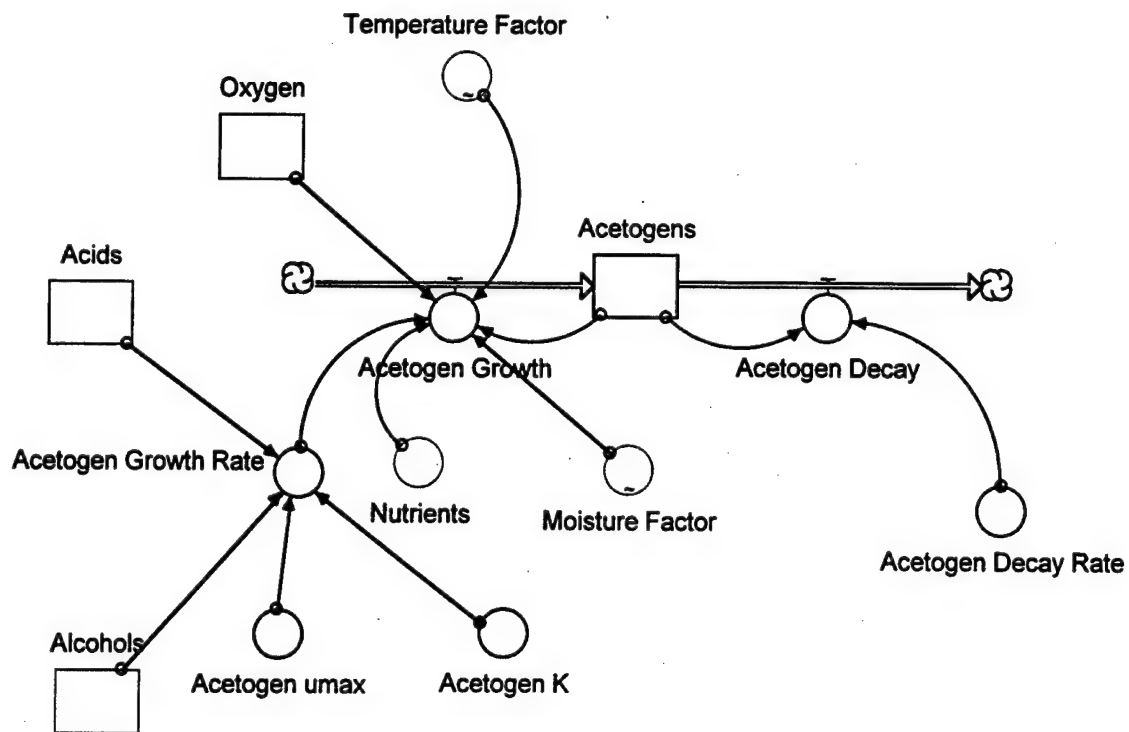 Temperature Factor
Oxygen
~
Acetogens
Acids
Acetogen Growth
Acetogen Decay
Acetogen Growth Rate
Nutrients
~
Moisture Factor
Acetogen Decay Rate
Alcohols
Acetogen umax
Acetogen K